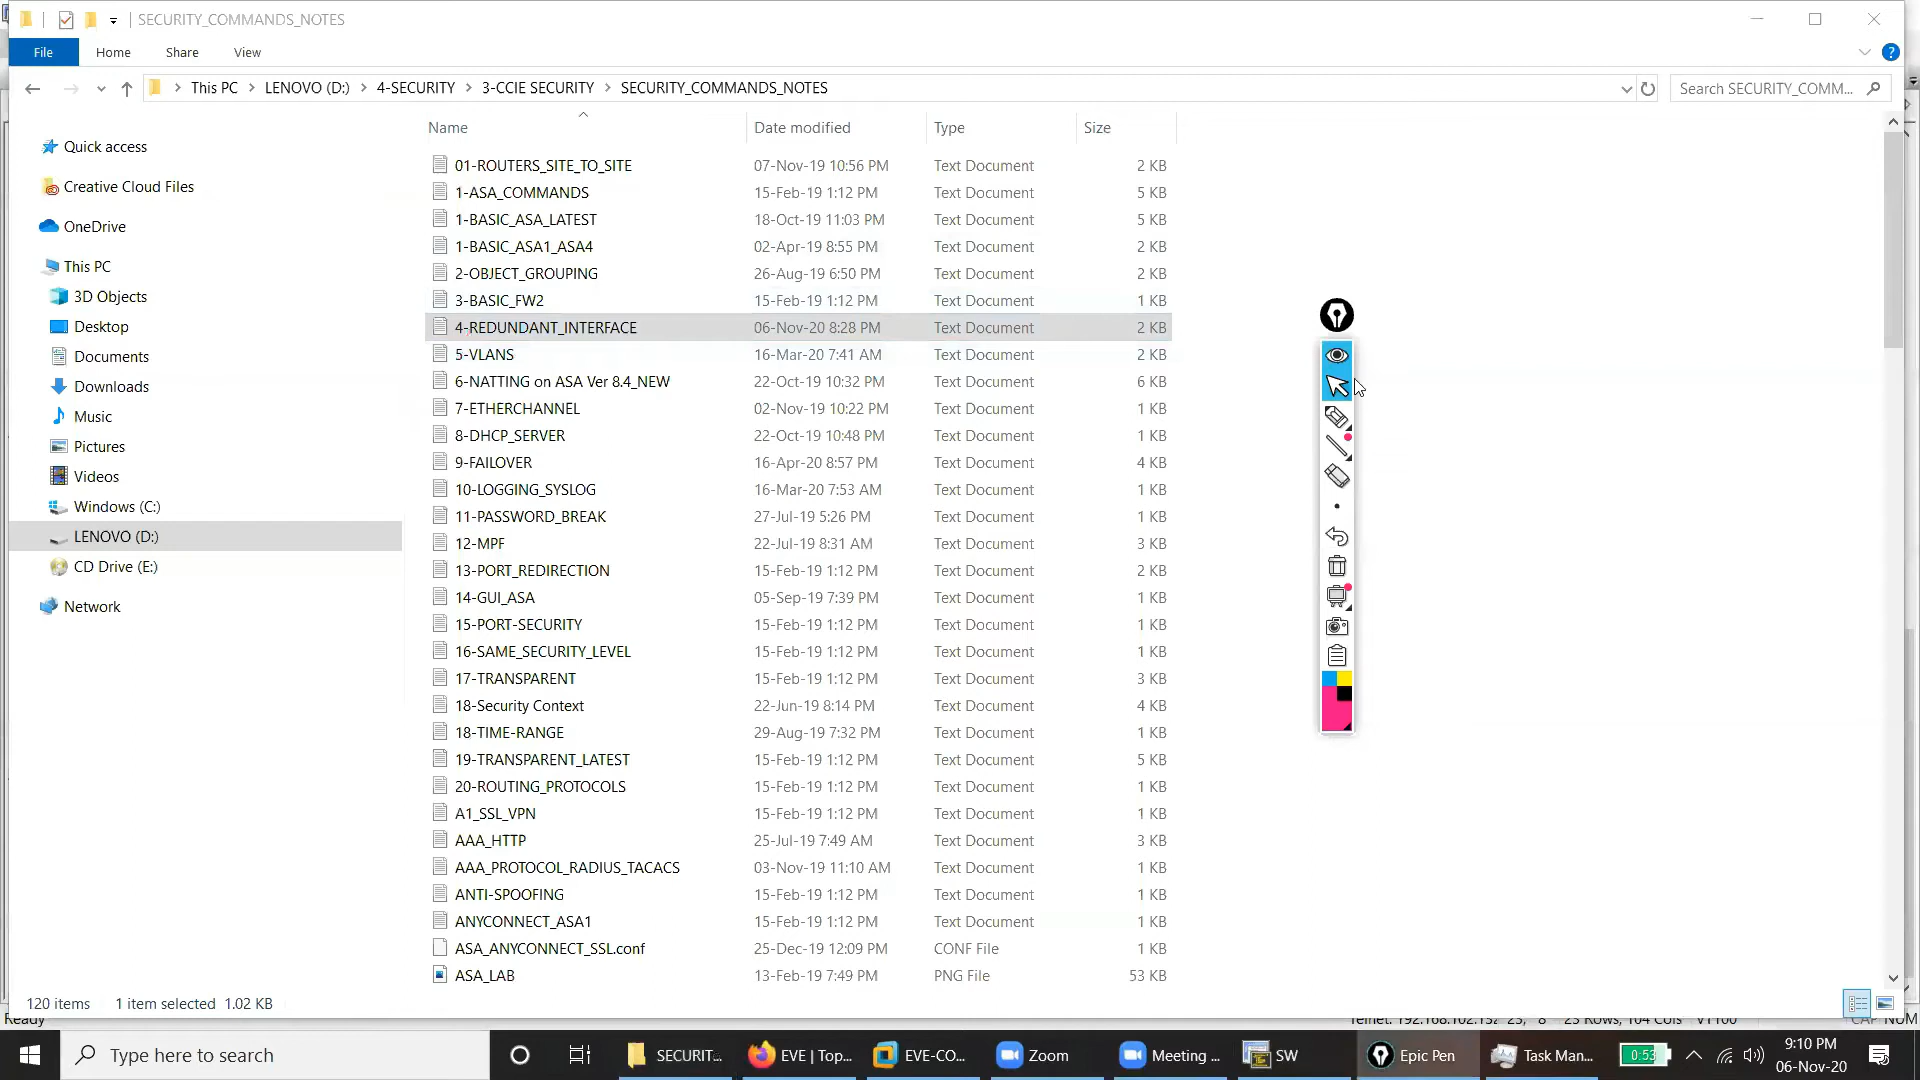 SECURITY_COMMANDS_NOTES
File Home Share View
This PC LENOVO (D:) 4-SECURITY 3-CCIE SECURITY SECURITY_COMMANDS_NOTES Search SECURITY_COMM...
Name Date modified Type Size
Quick access
Creative Cloud Files
OneDrive
This PC
3D Objects
Desktop
Documents
Downloads
Music
Pictures
Videos
Windows (C:)
LENOVO (D:)
CD Drive (E:)
Network
01-ROUTERS_SITE_TO_SITE 07-Nov-19 10:56 PM Text Document 2 KB
1-ASA_COMMANDS 15-Feb-19 1:12 PM Text Document 5 KB
1-BASIC_ASA_LATEST 18-Oct-19 11:03 PM Text Document 5 KB
1-BASIC_ASA1_ASA4 02-Apr-19 8:55 PM Text Document 2 KB
2-OBJECT_GROUPING 26-Aug-19 6:50 PM Text Document 2 KB
3-BASIC_FW2 15-Feb-19 1:12 PM Text Document 1 KB
4-REDUNDANT_INTERFACE 06-Nov-20 8:28 PM Text Document 2 KB
5-VLANS 16-Mar-20 7:41 AM Text Document 2 KB
6-NATTING on ASA Ver 8.4_NEW 22-Oct-19 10:32 PM Text Document 6 KB
7-ETHERCHANNEL 02-Nov-19 10:22 PM Text Document 1 KB
8-DHCP_SERVER 22-Oct-19 10:48 PM Text Document 1 KB
9-FAILOVER 16-Apr-20 8:57 PM Text Document 4 KB
10-LOGGING_SYSLOG 16-Mar-20 7:53 AM Text Document 1 KB
11-PASSWORD_BREAK 27-Jul-19 5:26 PM Text Document 1 KB
12-MPF 22-Jul-19 8:31 AM Text Document 3 KB
13-PORT_REDIRECTION 15-Feb-19 1:12 PM Text Document 2 KB
14-GUI_ASA 05-Sep-19 7:39 PM Text Document 1 KB
15-PORT-SECURITY 15-Feb-19 1:12 PM Text Document 1 KB
16-SAME_SECURITY_LEVEL 15-Feb-19 1:12 PM Text Document 1 KB
17-TRANSPARENT 15-Feb-19 1:12 PM Text Document 3 KB
18-Security Context 22-Jun-19 8:14 PM Text Document 4 KB
18-TIME-RANGE 29-Aug-19 7:32 PM Text Document 1 KB
19-TRANSPARENT_LATEST 15-Feb-19 1:12 PM Text Document 5 KB
20-ROUTING_PROTOCOLS 15-Feb-19 1:12 PM Text Document 1 KB
A1_SSL_VPN 15-Feb-19 1:12 PM Text Document 1 KB
AAA_HTTP 25-Jul-19 7:49 AM Text Document 3 KB
AAA_PROTOCOL_RADIUS_TACACS 03-Nov-19 11:10 AM Text Document 1 KB
ANTI-SPOOFING 15-Feb-19 1:12 PM Text Document 1 KB
ANYCONNECT_ASA1 15-Feb-19 1:12 PM Text Document 1 KB
ASA_ANYCONNECT_SSL.conf 25-Dec-19 12:09 PM CONF File 1 KB
ASA_LAB 13-Feb-19 7:49 PM PNG File 53 KB
120 items 1 item selected 1.02 KB
Ready
Type here to search SECURIT... EVE | Top... EVE-CO... Zoom Meeting ... SW Epic Pen Task Man... 0:53 9:10 PM
06-Nov-20